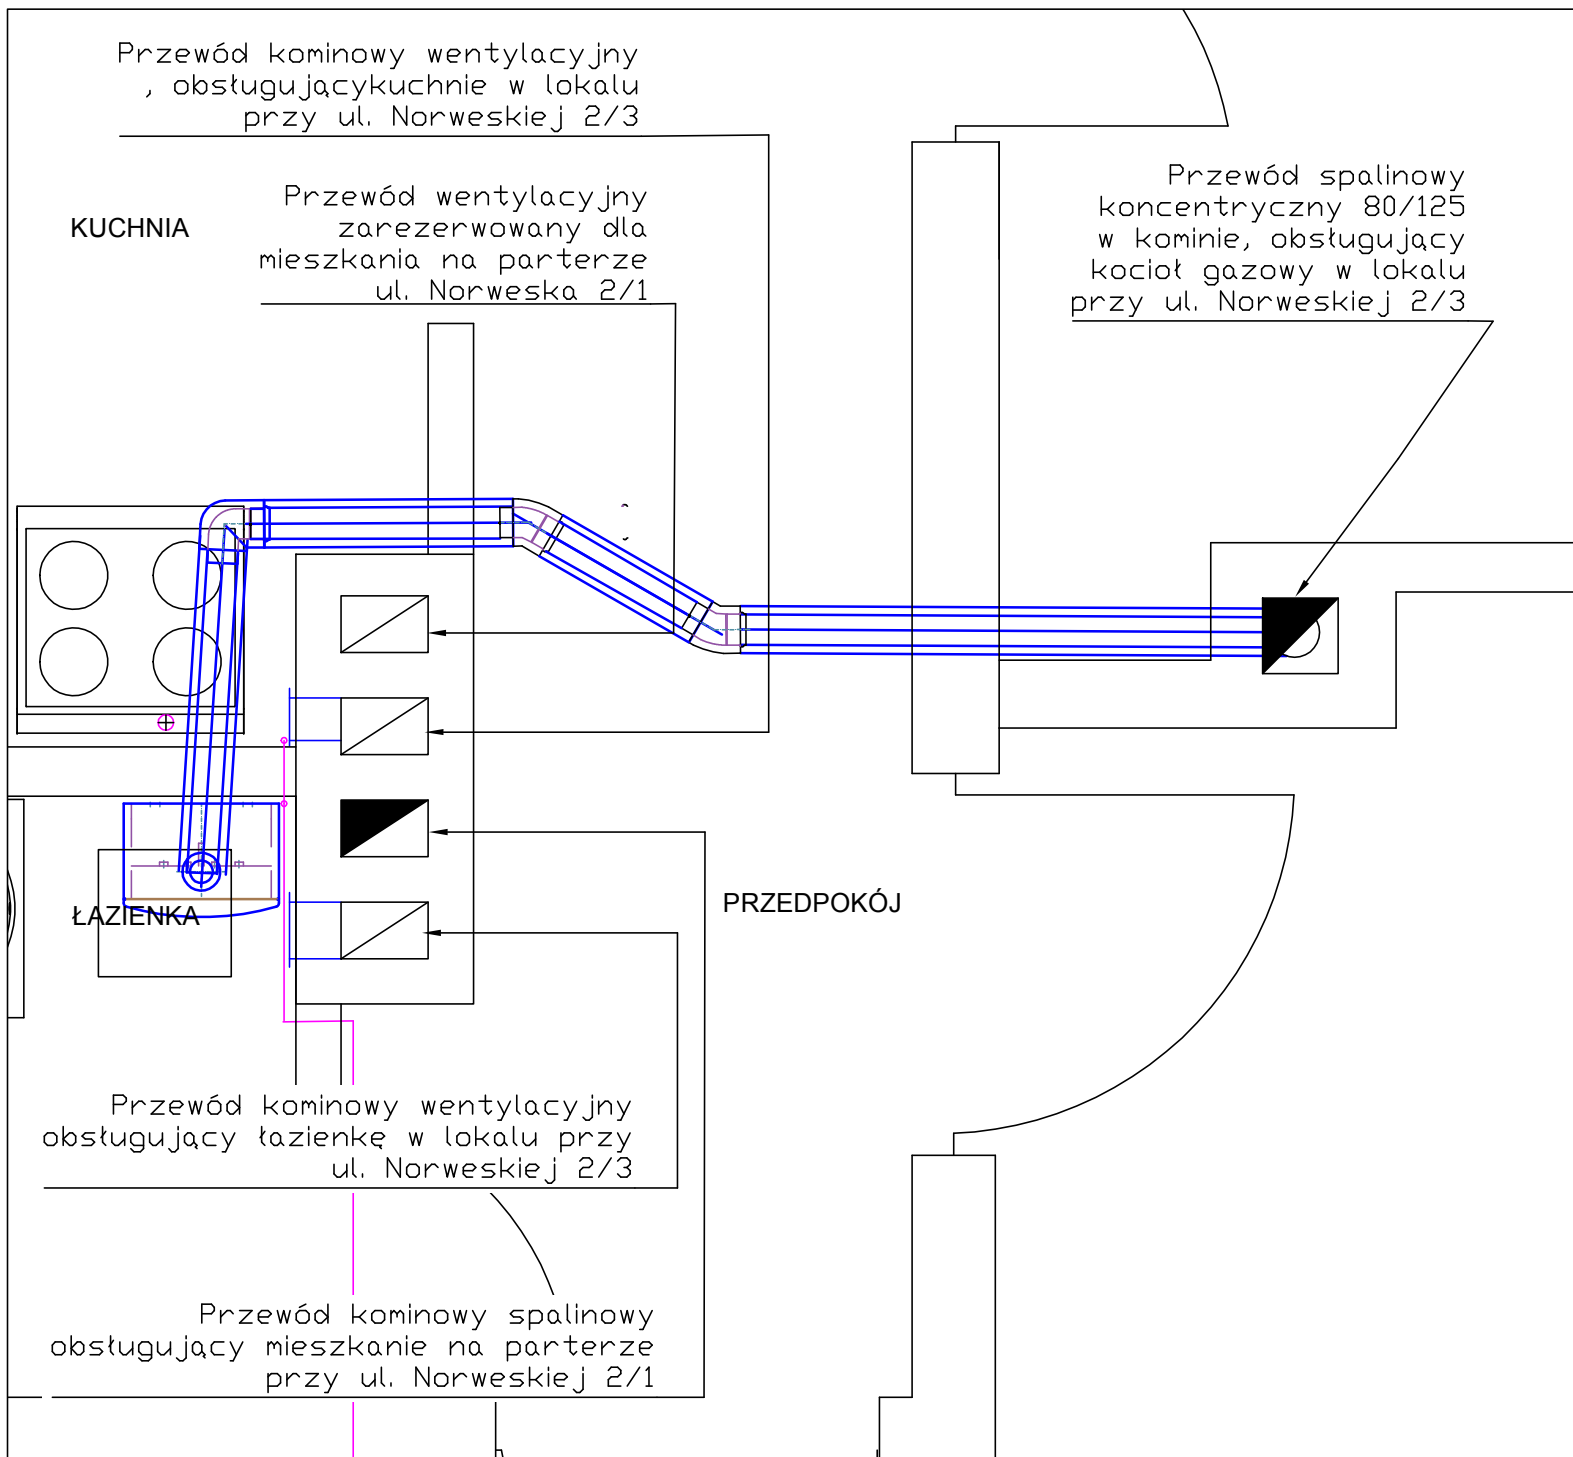 Przewód kominowy wentylacyjny
, obsługującykuchnie w lokalu
przy ul. Norweskiej 2/3
Przewód wentylacyjny
zarezerwowany dla
mieszkania na parterze
ul. Norweska 2/1
KUCHNIA
Przewód spalinowy
koncentryczny 80/125
w kominie, obsługujący
kocioł gazowy w lokalu
przy ul. Norweskiej 2/3
ŁAZIENKA
PRZEDPOKÓJ
Przewód kominowy wentylacyjny
obsługujący łazienkę w lokalu przy
ul. Norweskiej 2/3
Przewód kominowy spalinowy
obsługujący mieszkanie na parterze
przy ul. Norweskiej 2/1